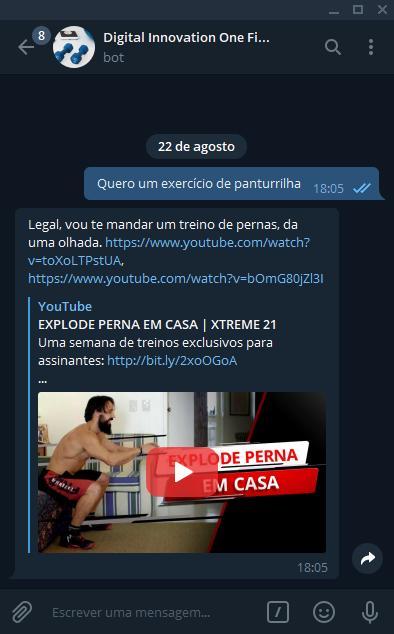 8
Digital Innovation One Fi...
bot
22 de agosto
Quero um exercício de panturrilha 18:05
Legal, vou te mandar um treino de pernas, da
uma olhada. https://www.youtube.com/watch?
v=toXoLTPstUA,
https://www.youtube.com/watch?v=bOmG80jZl3I
YouTube
EXPLODE PERNA EM CASA | XTREME 21
Uma semana de treinos exclusivos para
assinantes: http://bit.ly/2xoOGoA
...
EXPLODE PERNA
EM CASA
18:05
Escrever uma mensagem...